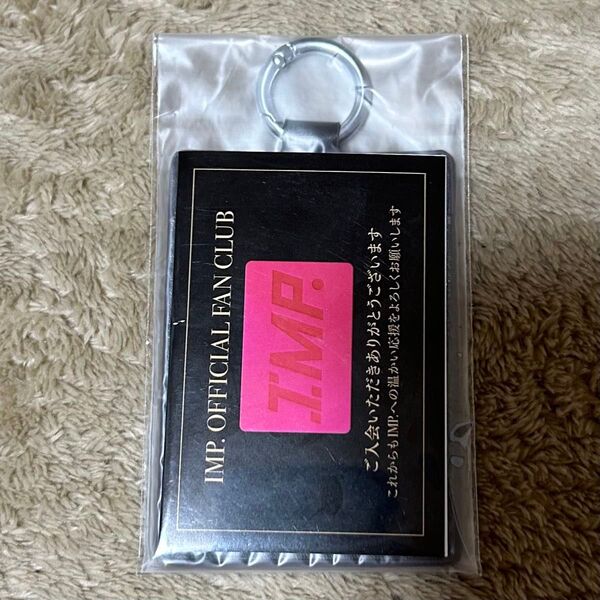 IMP. OFFICIAL FAN CLUB
I.MP.
ご入会いただきありがとうございます
これからもIMP.への温かい応援をよろしくお願いします